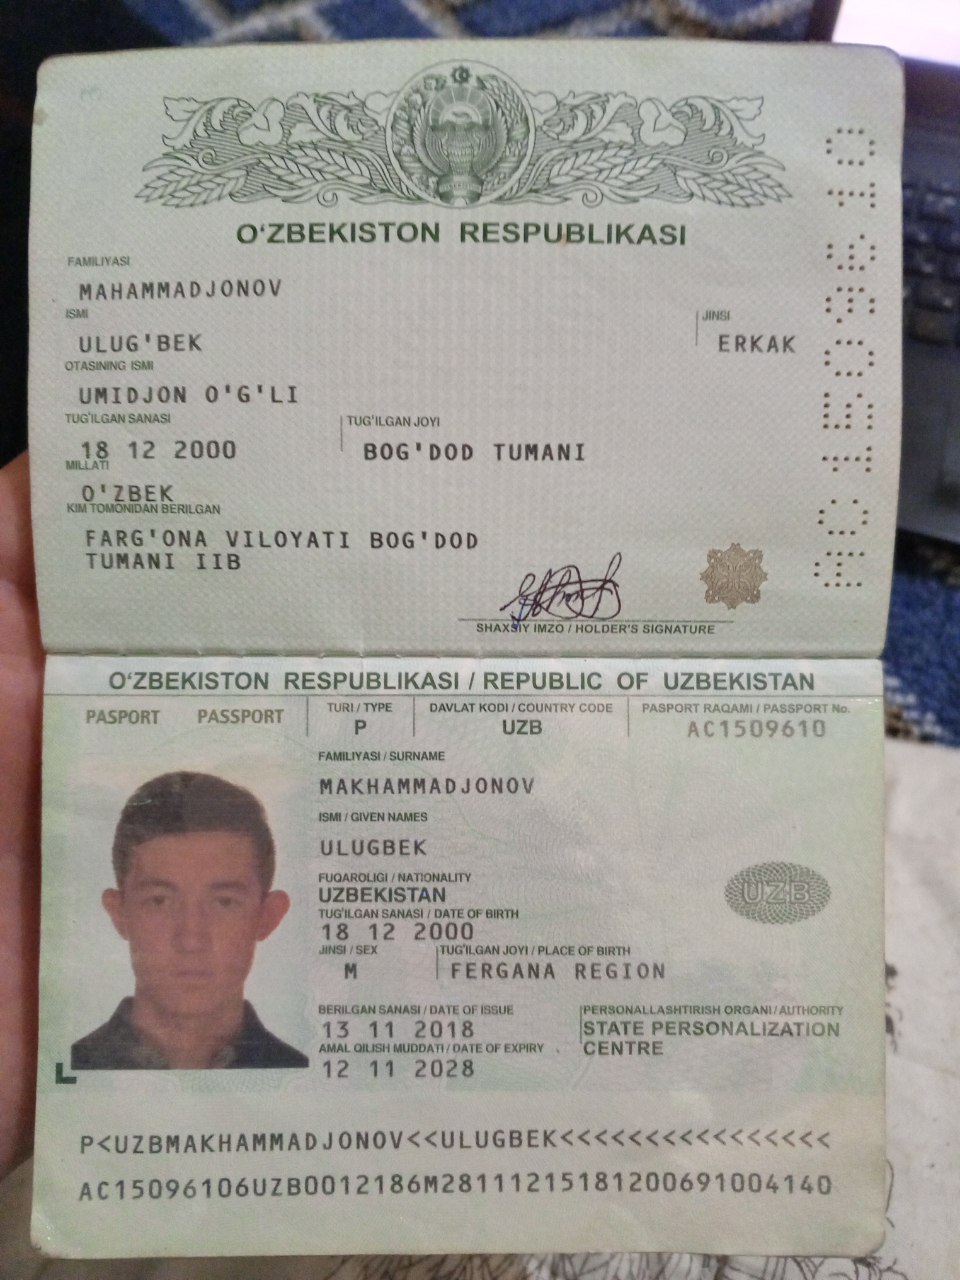 O'ZBEKISTON RESPUBLIKASI
FAMILIYASI
MAHAMMADJONOV
ISMI
ULUG'BEK
JINSI
ERKAK
OTASINING ISMI
UMIDJON O'G'LI
TUG'ILGAN SANASI
18 12 2000
TUG'ILGAN JOYI
BOG'DOD TUMANI
MILLATI
O'ZBEK
KIM TOMONIDAN BERILGAN
FARG'ONA VILOYATI BOG'DOD
TUMANI IIB
SHAXSIY IMZO / HOLDER'S SIGNATURE
AC1509610
O'ZBEKISTON RESPUBLIKASI / REPUBLIC OF UZBEKISTAN
PASPORT PASSPORT
TURI / TYPE
P
DAVLAT KODI / COUNTRY CODE
UZB
PASPORT RAQAMI / PASSPORT No.
AC1509610
FAMILIYASI / SURNAME
MAKHAMMADJONOV
ISMI / GIVEN NAMES
ULUGBEK
FUQAROLIGI / NATIONALITY
UZBEKISTAN
UZB
TUG'ILGAN SANASI / DATE OF BIRTH
18 12 2000
JINSI / SEX
M
TUG'ILGAN JOYI / PLACE OF BIRTH
FERGANA REGION
BERILGAN SANASI / DATE OF ISSUE
13 11 2018
PERSONALLASHTIRISH ORGANI / AUTHORITY
STATE PERSONALIZATION
CENTRE
AMAL QILISH MUDDATI / DATE OF EXPIRY
12 11 2028
P<UZBMAKHAMMADJONOV<<ULUGBEK<<<<<<<<<<<<<<<<
AC15096106UZB0012186M28111215181200691004140